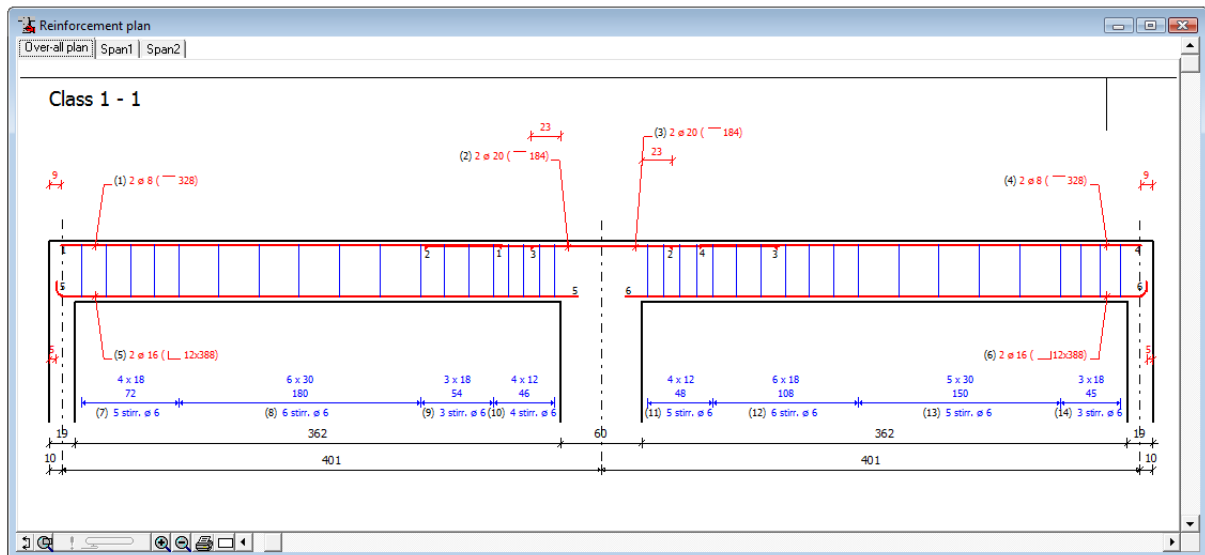 Reinforcement plan
Over-all plan Span1 Span2
Class 1 - 1
23
(3) 2 ø 20 ( 184)
(2) 2 ø 20 ( 184)
23
9
(1) 2 ø 8 ( 328)
(4) 2 ø 8 ( 328)
9
1 2 1 3 2 4 3 4
5 5 6 6
5
(5) 2 ø 16 ( 12x388)
(6) 2 ø 16 ( 12x388)
5
4 x 18 6 x 30 3 x 18 4 x 12 4 x 12 6 x 18 5 x 30 3 x 18
72 180 54 46 48 108 150 45
(7) 5 stirr. ø 6 (8) 6 stirr. ø 6 (9) 3 stirr. ø 6 (10) 4 stirr. ø 6 (11) 5 stirr. ø 6 (12) 6 stirr. ø 6 (13) 5 stirr. ø 6 (14) 3 stirr. ø 6
19 362 60 362 19
10 401 401 10